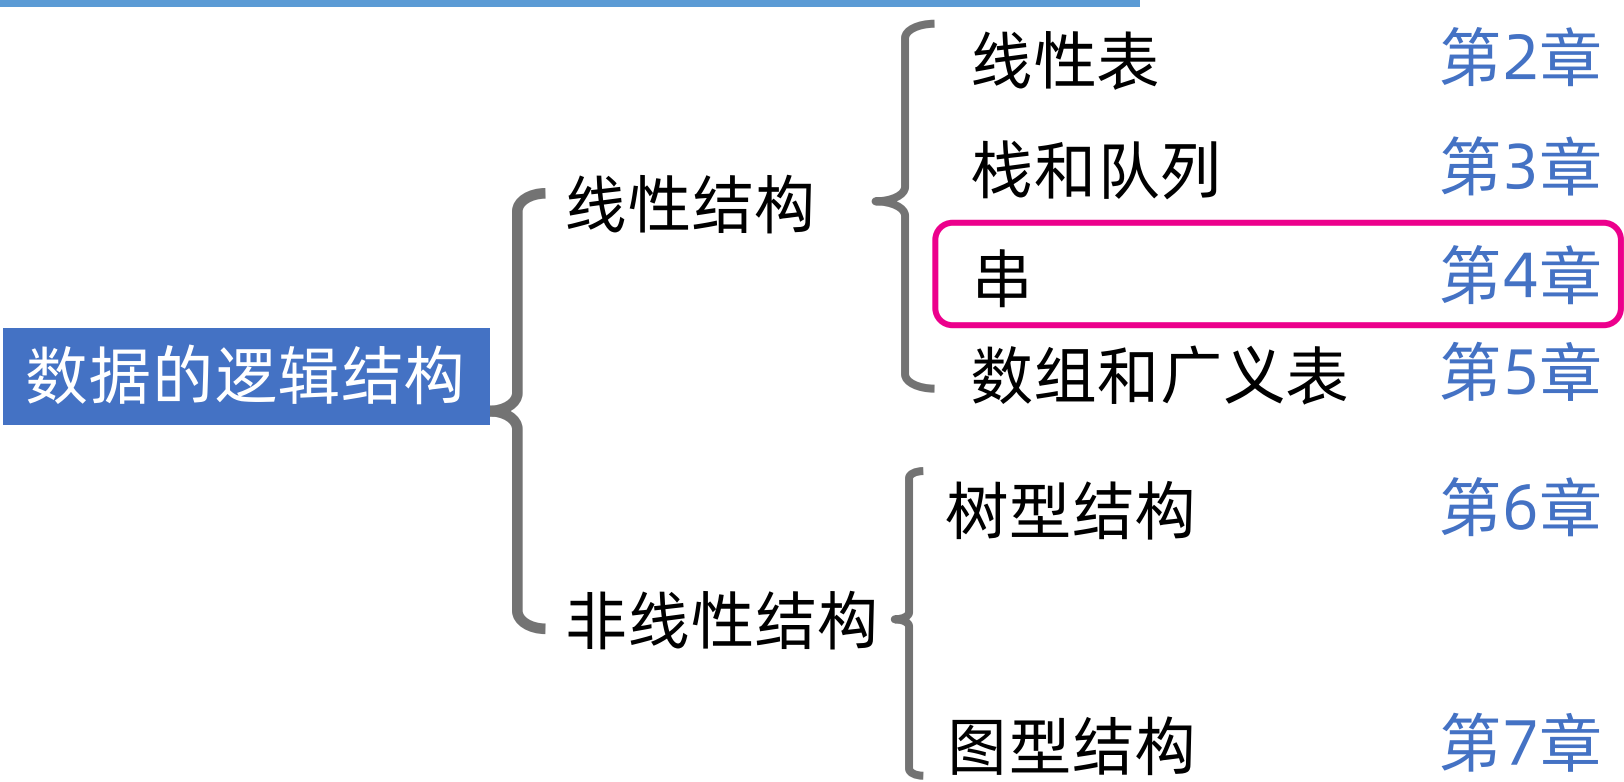 线性表 第2章
栈和队列 第3章
线性结构
串 第4章
数据的逻辑结构
数组和广义表 第5章
树型结构 第6章
非线性结构
图型结构 第7章